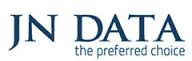 JN DATA
the preferred choice